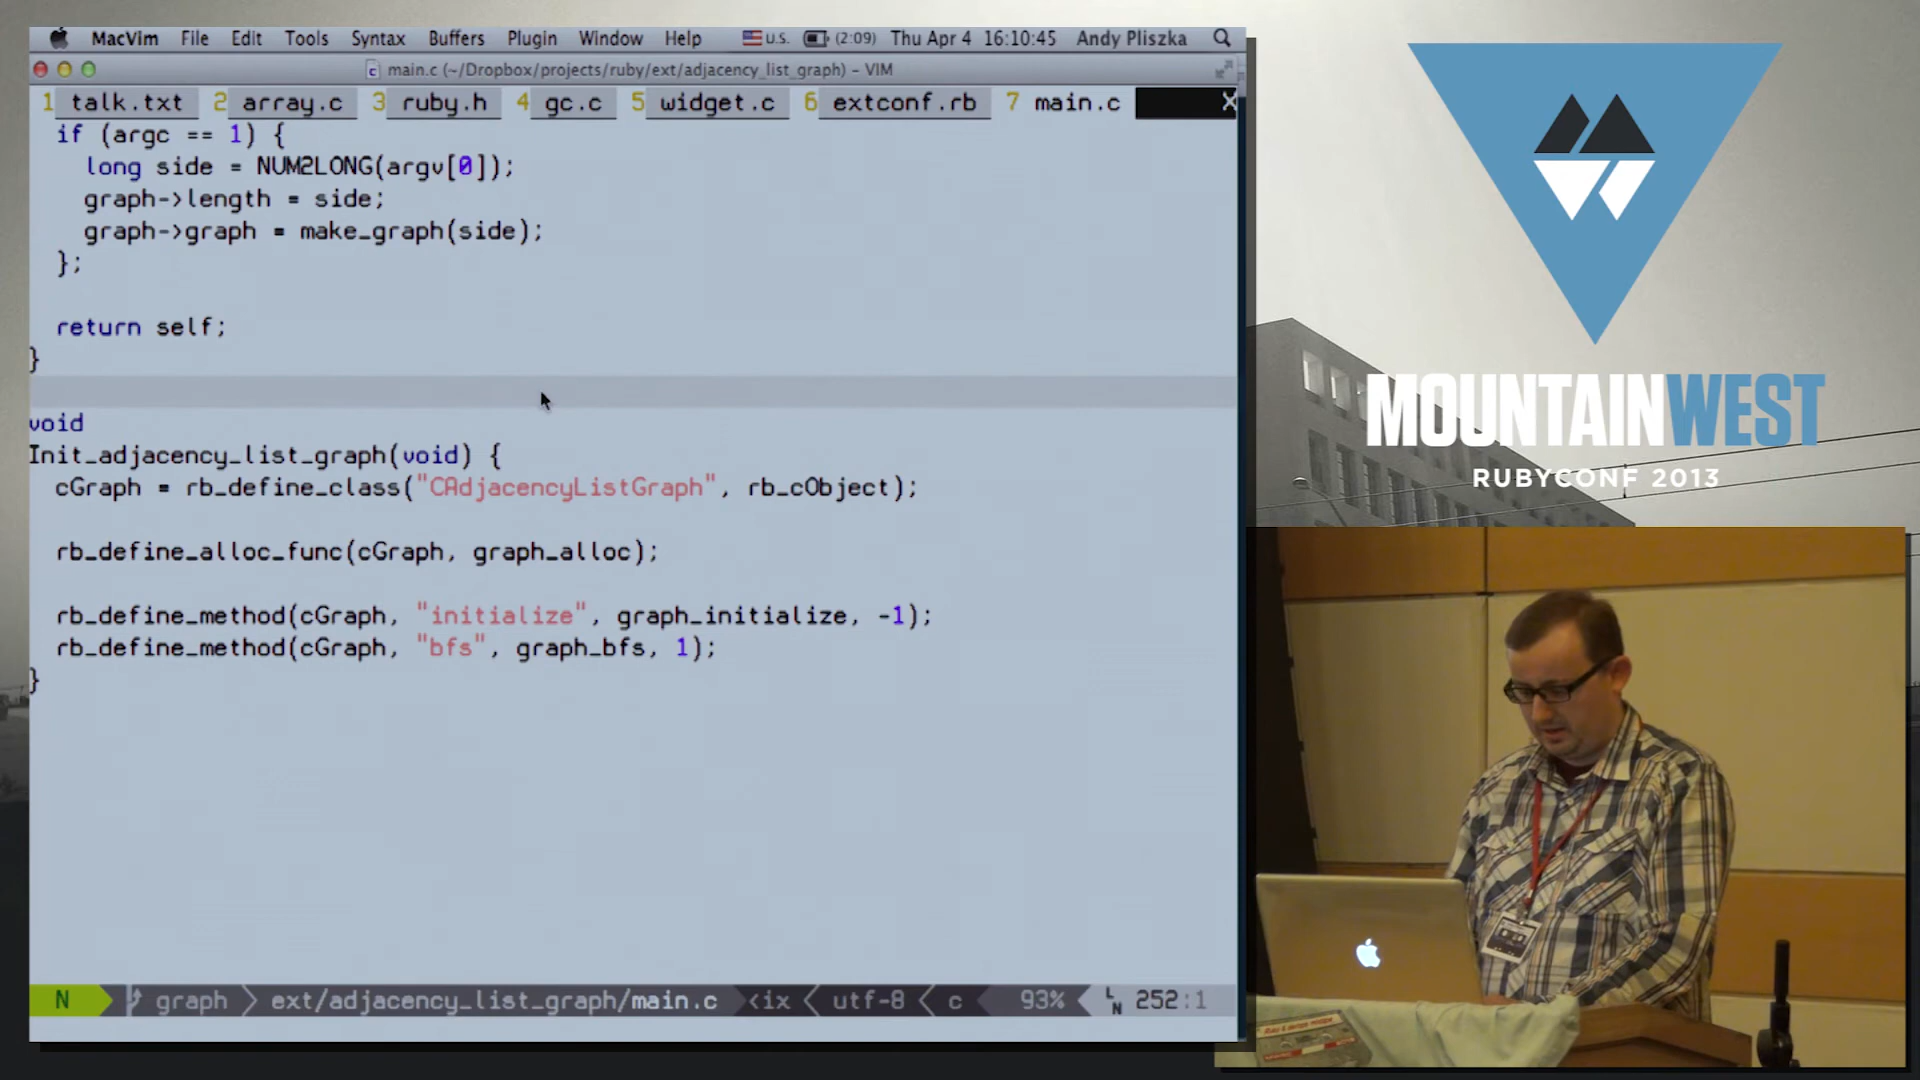 MacVim File Edit Tools Syntax Buffers Plugin Window Help U.S. (2:09) Thu Apr 4 16:10:45 Andy Pliszka
main.c (~/Dropbox/projects/ruby/ext/adjacency_list_graph) – VIM
1 talk.txt 2 array.c 3 ruby.h 4 gc.c 5 widget.c 6 extconf.rb 7 main.c X
if (argc == 1) {
long side = NUM2LONG(argv[0]);
graph->length = side;
graph->graph = make_graph(side);
};
return self;
}
void
Init_adjacency_list_graph(void) {
cGraph = rb_define_class("CAdjacencyListGraph", rb_cObject);
rb_define_alloc_func(cGraph, graph_alloc);
rb_define_method(cGraph, "initialize", graph_initialize, -1);
rb_define_method(cGraph, "bfs", graph_bfs, 1);
}
N graph ext/adjacency_list_graph/main.c <ix utf-8 c 93% LN 252:1
MOUNTAINWEST
RUBYCONF 2013